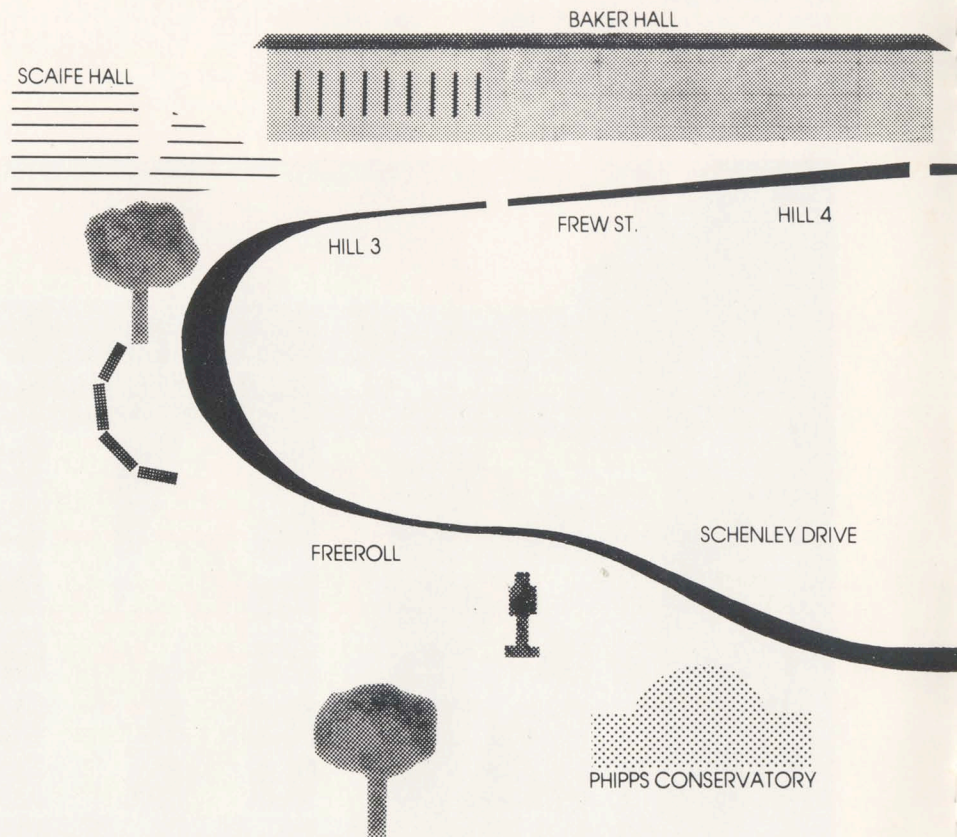 BAKER HALL
SCAIFE HALL
FREW ST.
HILL 4
HILL 3
SCHENLEY DRIVE
FREEROLL
PHIPPS CONSERVATORY